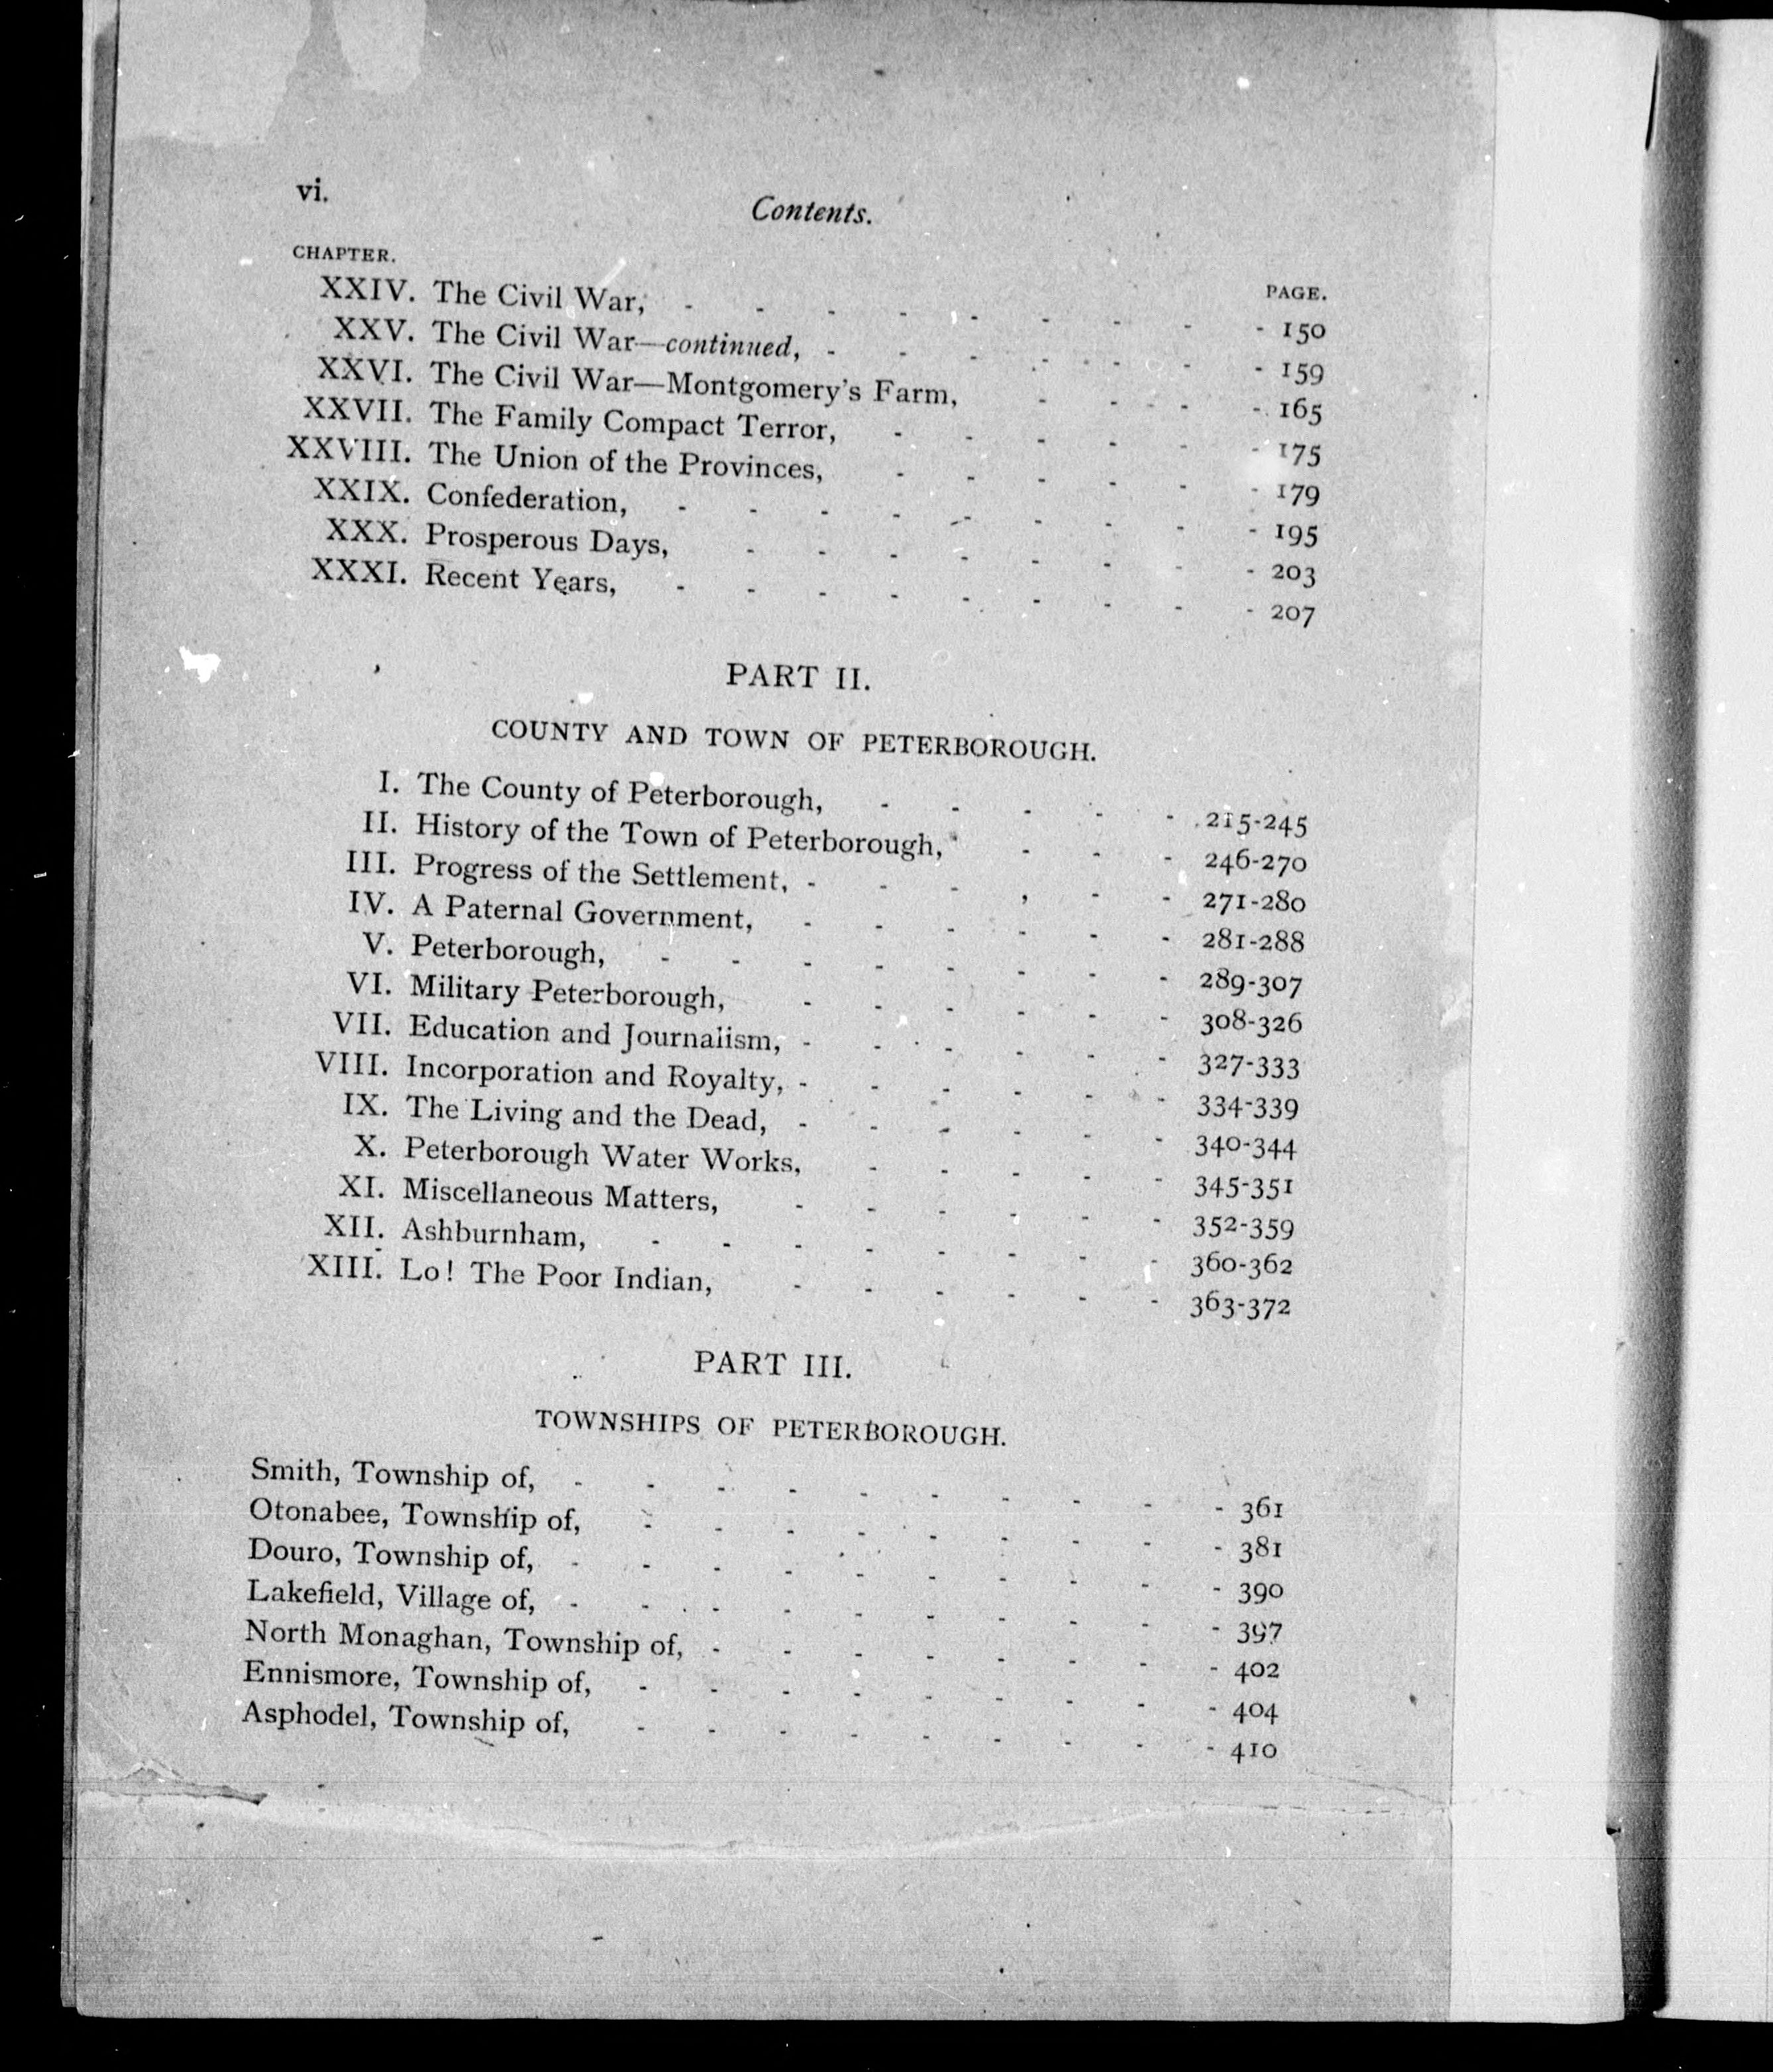 vi.
Contents.
CHAPTER.
PAGE.
XXIV. The Civil War, - - - - - - - - - 150
XXV. The Civil War—continued, - - - - - - - 159
XXVI. The Civil War—Montgomery's Farm, - - - - 165
XXVII. The Family Compact Terror, - - - - - - 175
XXVIII. The Union of the Provinces, - - - - - - 179
XXIX. Confederation, - - - - - - - - - 195
XXX. Prosperous Days, - - - - - - - - 203
XXXI. Recent Years, - - - - - - - - - 207
PART II.
COUNTY AND TOWN OF PETERBOROUGH.
I. The County of Peterborough, - - - - - 215-245
II. History of the Town of Peterborough, - - - 246-270
III. Progress of the Settlement, - - - - - - 271-280
IV. A Paternal Government, - - - - - - 281-288
V. Peterborough, - - - - - - - - 289-307
VI. Military Peterborough, - - - - - - 308-326
VII. Education and Journalism, - - - - - - 327-333
VIII. Incorporation and Royalty, - - - - - - 334-339
IX. The Living and the Dead, - - - - - - 340-344
X. Peterborough Water Works, - - - - - 345-351
XI. Miscellaneous Matters, - - - - - - 352-359
XII. Ashburnham, - - - - - - - - 360-362
XIII. Lo! The Poor Indian, - - - - - - 363-372
PART III.
TOWNSHIPS OF PETERBOROUGH.
Smith, Township of, - - - - - - - - - - 361
Otonabee, Township of, - - - - - - - - - 381
Douro, Township of, - - - - - - - - - - 390
Lakefield, Village of, - - - - - - - - - - 397
North Monaghan, Township of, - - - - - - - - 402
Ennismore, Township of, - - - - - - - - - 404
Asphodel, Township of, - - - - - - - - - 410